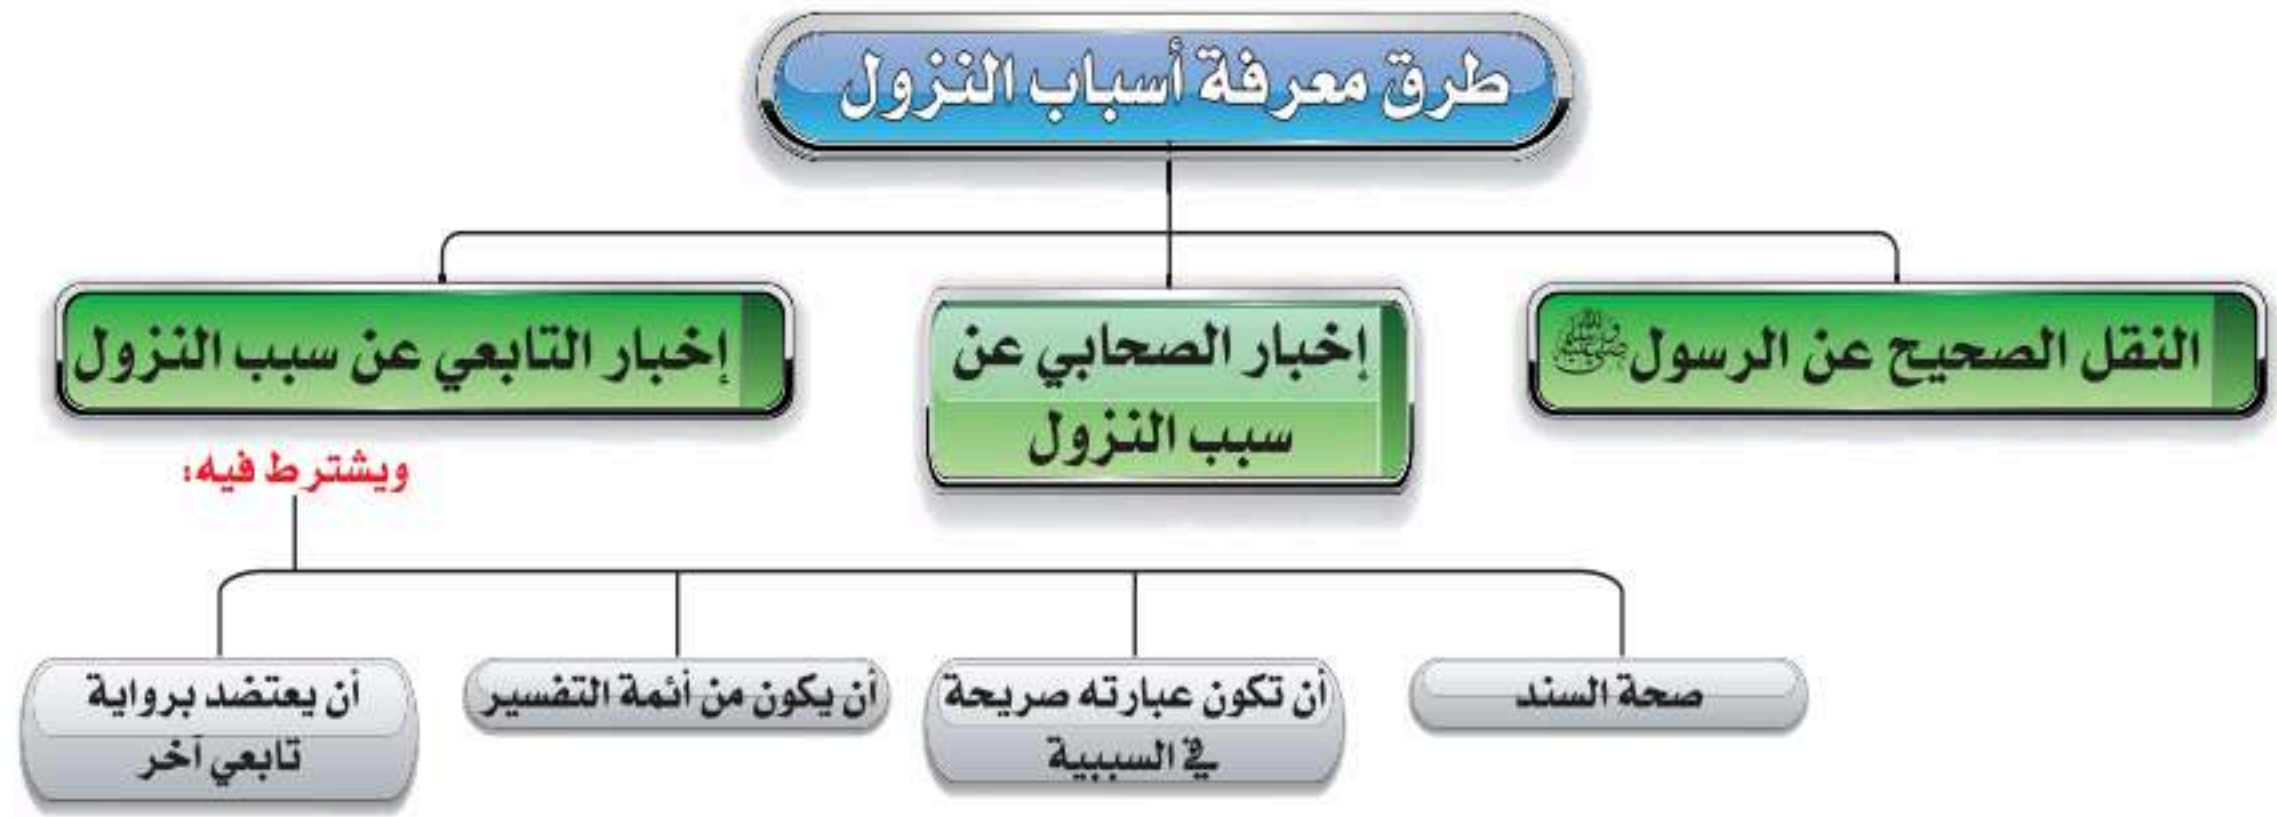 طرق معرفة أسباب النزول
النقل الصحيح عن الرسول ﷺ
إخبار الصحابي عن
سبب النزول
إخبار التابعي عن سبب النزول
ويشترط فيه:
صحة السند
أن تكون عبارته صريحة
في السببية
أن يكون من أئمة التفسير
أن يعتضد برواية
تابعي آخر